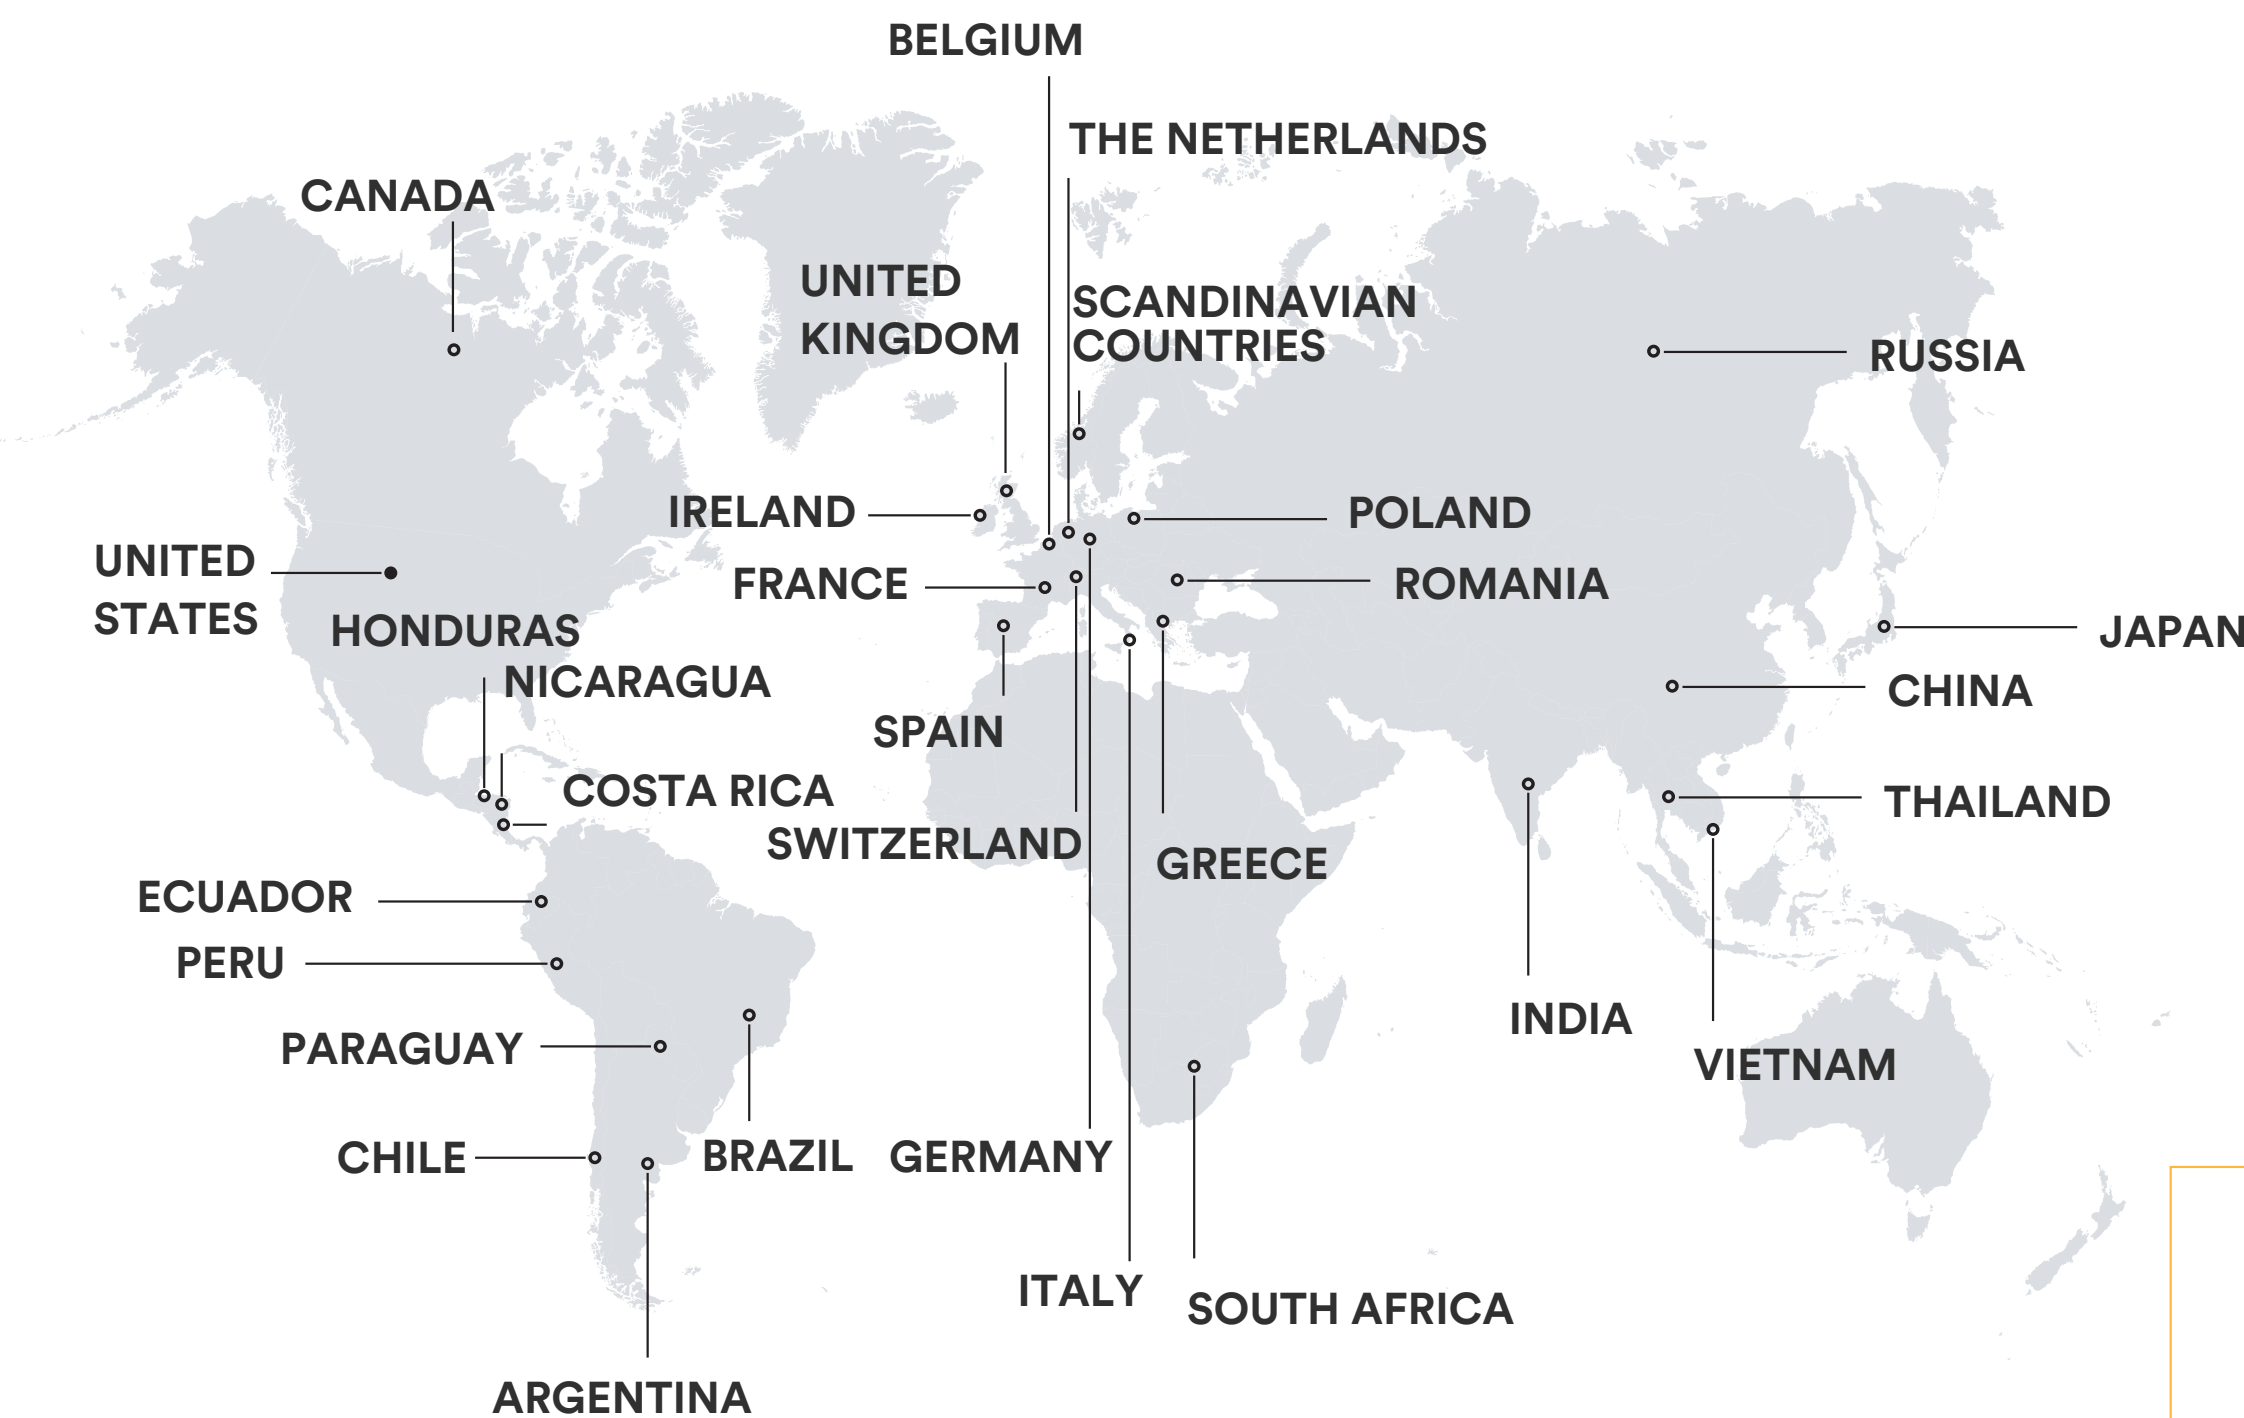 BELGIUM
THE NETHERLANDS
CANADA
UNITED
KINGDOM
SCANDINAVIAN
COUNTRIES
RUSSIA
IRELAND
POLAND
UNITED
STATES
FRANCE
ROMANIA
HONDURAS
JAPAN
NICARAGUA
CHINA
SPAIN
COSTA RICA
THAILAND
SWITZERLAND
GREECE
ECUADOR
PERU
INDIA
PARAGUAY
VIETNAM
CHILE
BRAZIL
GERMANY
ITALY
SOUTH AFRICA
ARGENTINA